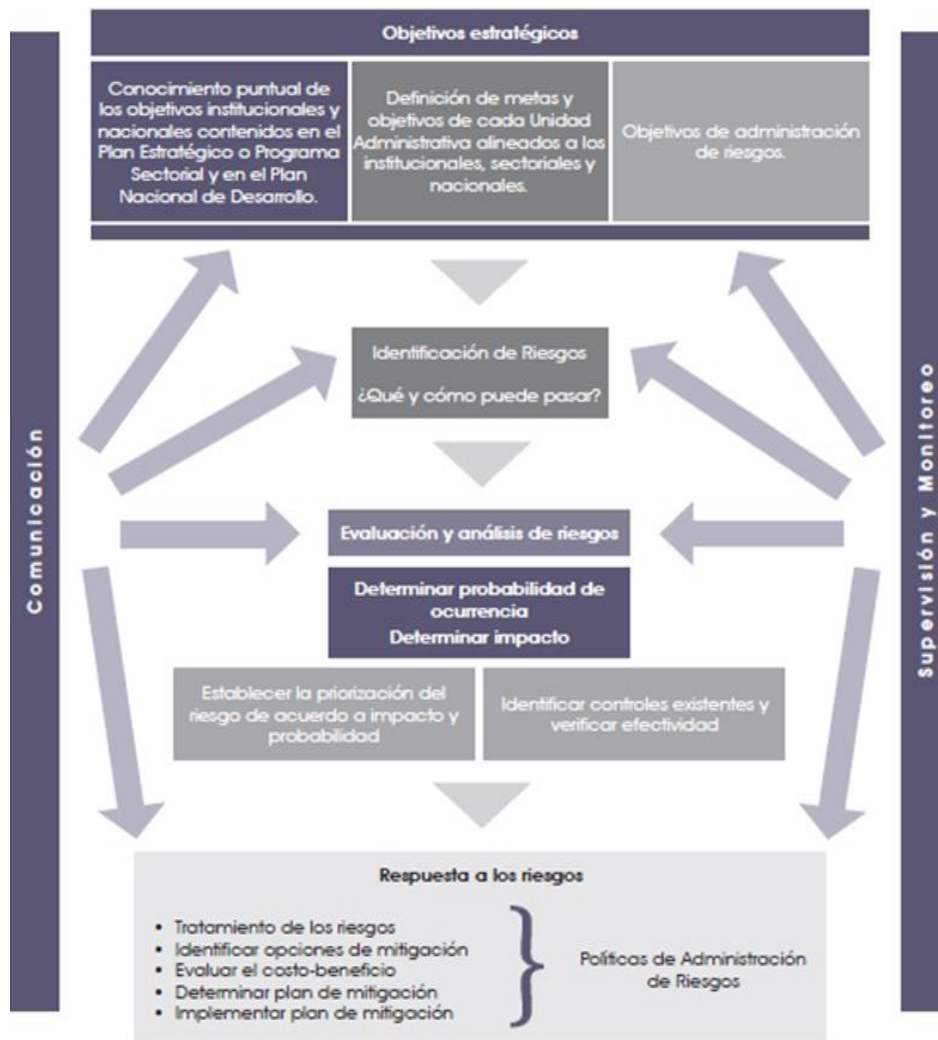 Objetivos estratégicos
Conocimiento puntual de
los objetivos institucionales y
nacionales contenidos en el
Plan Estratégico o Programa
Sectorial y en el Plan
Nacional de Desarrollo.
Definición de metas y
objetivos de cada Unidad
Administrativa alineados a los
institucionales, sectoriales y
nacionales.
Objetivos de administración
de riesgos.
Comunicación
Identificación de Riesgos
¿Qué y cómo puede pasar?
Evaluación y análisis de riesgos
Determinar probabilidad de
ocurrencia
Determinar impacto
Establecer la priorización del
riesgo de acuerdo a impacto y
probabilidad
Identificar controles existentes y
verificar efectividad
Supervisión y Monitoreo
Respuesta a los riesgos
• Tratamiento de los riesgos
• Identificar opciones de mitigación
• Evaluar el costo-beneficio
• Determinar plan de mitigación
• Implementar plan de mitigación
Políticas de Administración
de Riesgos